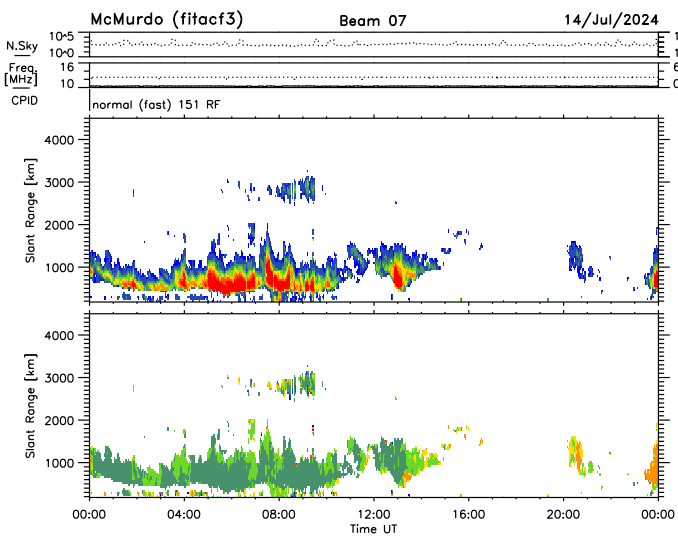 McMurdo (fitacf3) Beam 07 14/Jul/2024
N.Sky 10^5 10^0 1 1
Freq. [MHz] 16 10 6 0
CPID normal (fast) 151 RF
Slant Range [km]
4000
3000
2000
1000
Slant Range [km]
4000
3000
2000
1000
00:00 04:00 08:00 12:00 16:00 20:00 00:00
Time UT